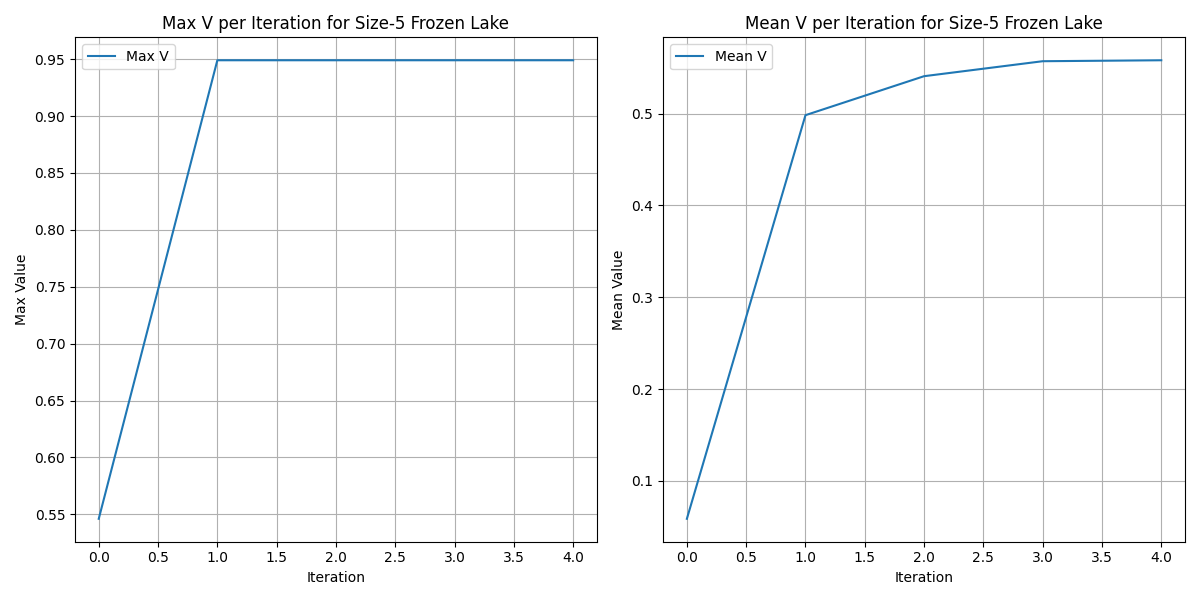 Max V per Iteration for Size-5 Frozen Lake
Max V
0.95
0.90
0.85
0.80
0.75
0.70
0.65
0.60
0.55
Max Value
0.0 0.5 1.0 1.5 2.0 2.5 3.0 3.5 4.0
Iteration
Mean V per Iteration for Size-5 Frozen Lake
Mean V
0.5
0.4
0.3
0.2
0.1
Mean Value
0.0 0.5 1.0 1.5 2.0 2.5 3.0 3.5 4.0
Iteration